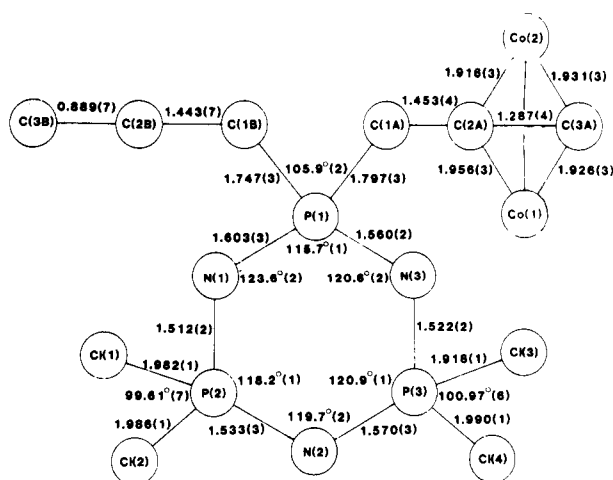 Co(2)
1.916(3) 1.931(3)
0.889(7) 1.443(7) 1.453(4)
C(3B) C(2B) C(1B) C(1A) C(2A) 1.287(4) C(3A)
105.9°(2)
1.747(3) 1.797(3) 1.956(3) 1.926(3)
P(1) Co(1)
1.603(3) 115.7°(1) 1.560(2)
N(1) 123.6°(2) 120.8°(2) N(3)
1.512(2) 1.522(2)
Cl(1) 1.982(1) 1.918(1) Cl(3)
P(2) 118.2°(1) 120.9°(1) P(3)
99.61°(7) 100.97°(6)
1.986(1) 1.533(3) 119.7°(2) 1.570(3) 1.990(1)
Cl(2) N(2) Cl(4)